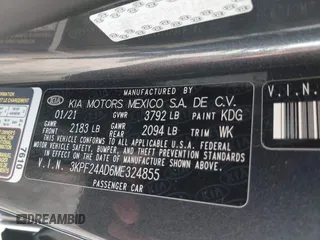 MANUFACTURED BY
KIA KIA MOTORS MEXICO S.A. DE C.V.
01/21 GVWR 3792 LB PAINT KDG
GAWR FRONT 2183 LB GAWR REAR 2094 LB TRIM WK
THIS VEHICLE CONFORMS TO ALL APPLICABLE
FEDERAL MOTOR VEHICLE SAFETY, BUMPER, AND
THEFT PREVENTION STANDARDS IN EFFECT ON THE DATE
OF MANUFACTURE SHOWN ABOVE.
V.I.N. 3KPF24AD6ME324855
PASSENGER CAR
V.I.N.
7610
DREAMBID